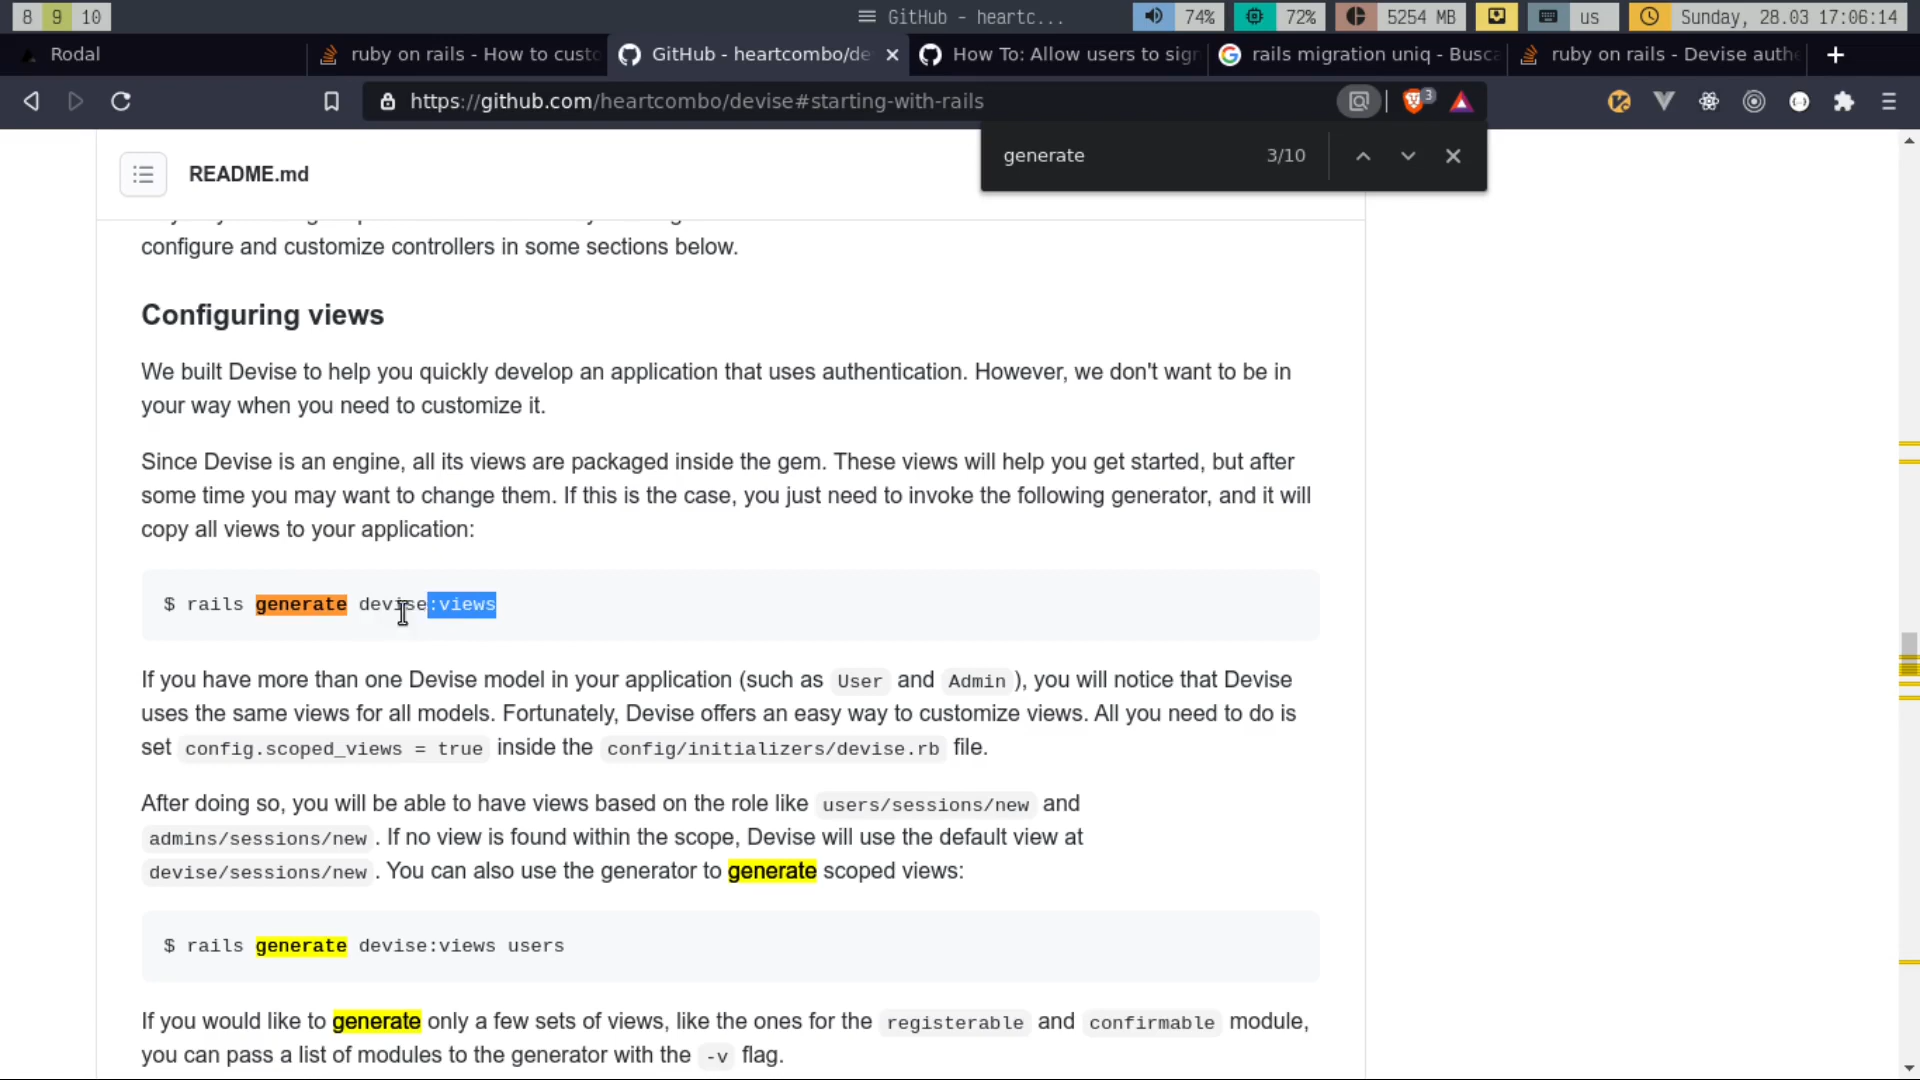 8 9 10 GitHub - heartc... 74% 72% 5254 MB us Sunday, 28.03 17:06:14
Rodal ruby on rails - How to custo GitHub - heartcombo/de How To: Allow users to sign rails migration uniq - Busca ruby on rails - Devise authe
https://github.com/heartcombo/devise#starting-with-rails 3
generate 3/10
README.md
configure and customize controllers in some sections below.
Configuring views
We built Devise to help you quickly develop an application that uses authentication. However, we don't want to be in
your way when you need to customize it.
Since Devise is an engine, all its views are packaged inside the gem. These views will help you get started, but after
some time you may want to change them. If this is the case, you just need to invoke the following generator, and it will
copy all views to your application:
$ rails generate devise:views
If you have more than one Devise model in your application (such as User and Admin ), you will notice that Devise
uses the same views for all models. Fortunately, Devise offers an easy way to customize views. All you need to do is
set config.scoped_views = true inside the config/initializers/devise.rb file.
After doing so, you will be able to have views based on the role like users/sessions/new and
admins/sessions/new . If no view is found within the scope, Devise will use the default view at
devise/sessions/new . You can also use the generator to generate scoped views:
$ rails generate devise:views users
If you would like to generate only a few sets of views, like the ones for the registerable and confirmable module,
you can pass a list of modules to the generator with the -v flag.